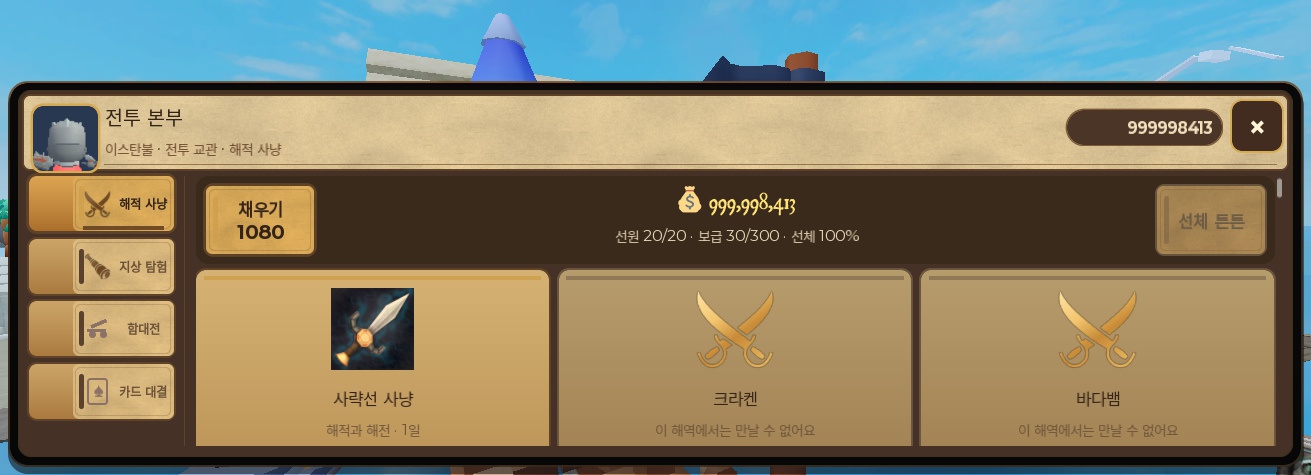 전투 본부
이스탄불 · 전투 교관 · 해적 사냥
999998413
×
해적 사냥
지상 탐험
함대전
카드 대결
채우기
1080
$ 999,998,413
선원 20/20 · 보급 30/300 · 선체 100%
선체 튼튼
사략선 사냥
해적과 해전 · 1일
크라켄
이 해역에서는 만날 수 없어요
바다뱀
이 해역에서는 만날 수 없어요